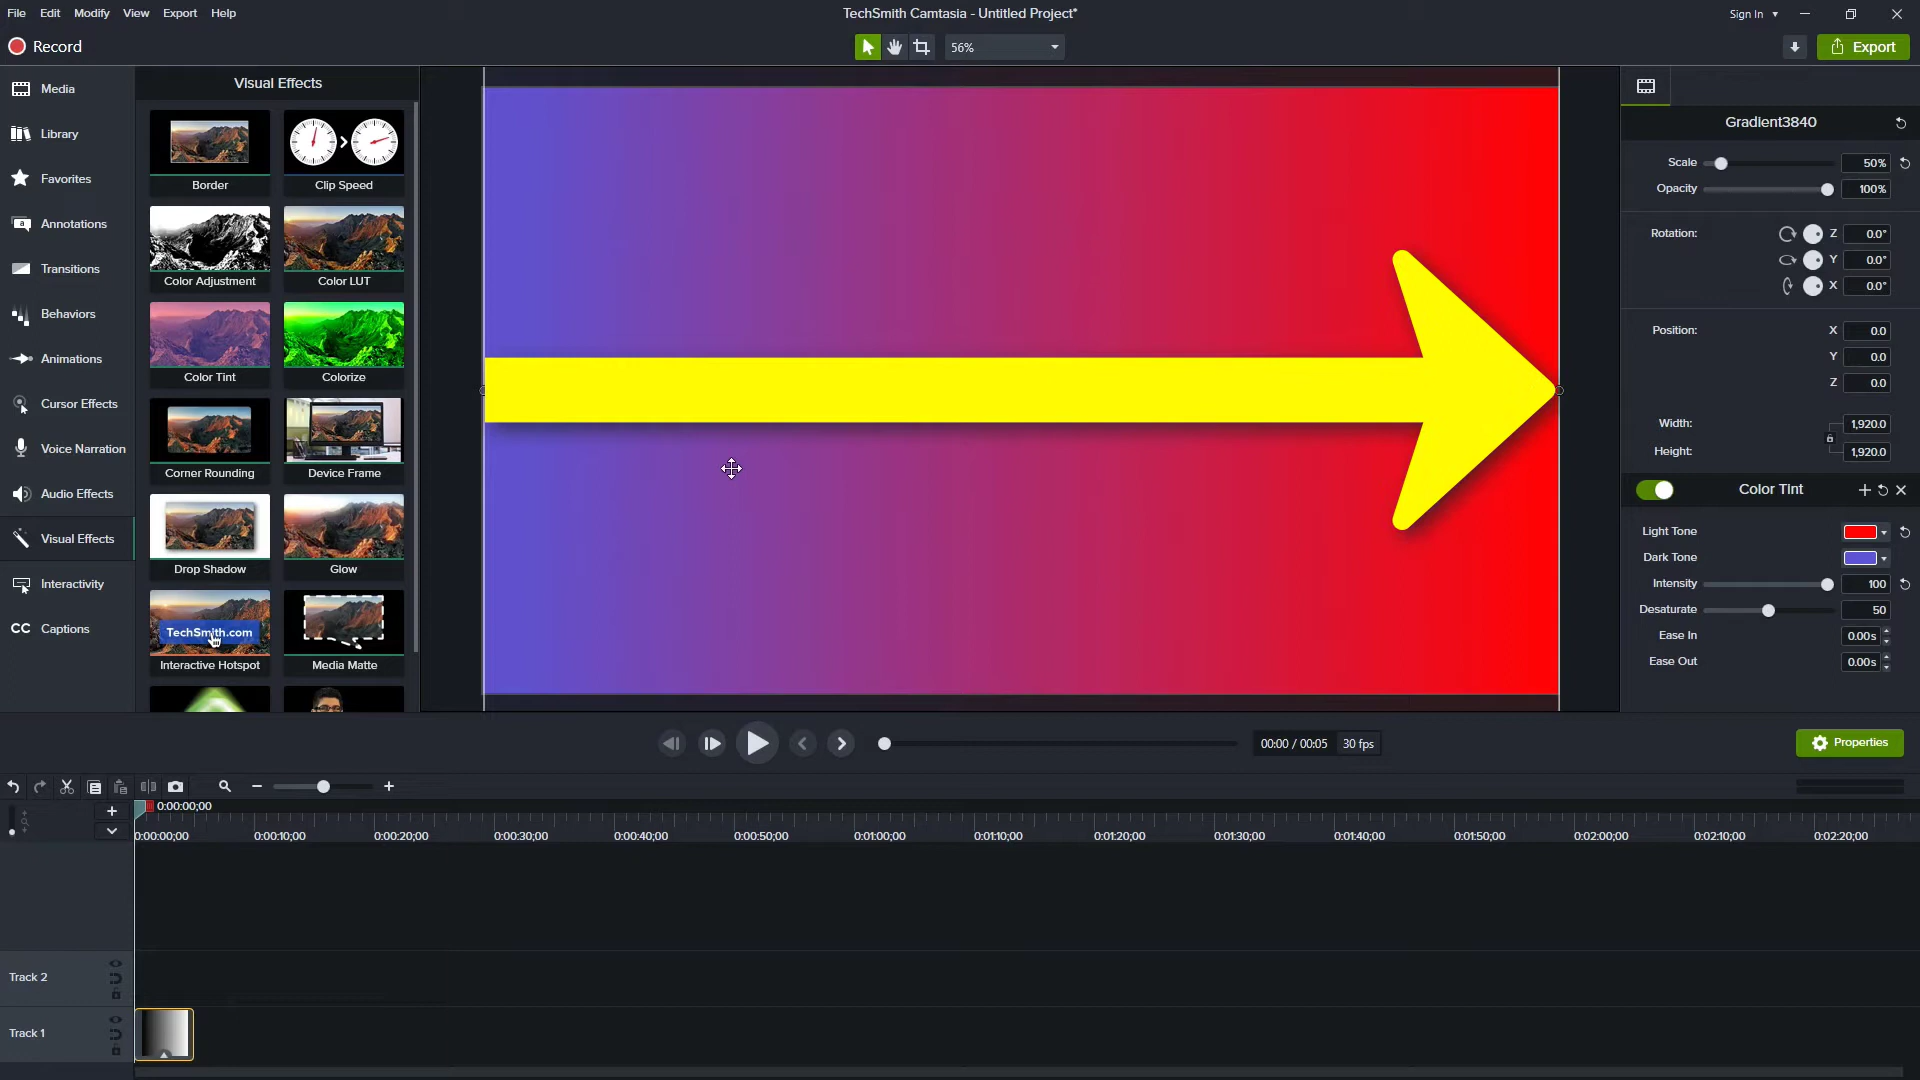 File Edit Modify View Export Help
TechSmith Camtasia - Untitled Project*
Sign In
Record
56%
Export
Media
Library
Favorites
Annotations
Transitions
Behaviors
Animations
Cursor Effects
Voice Narration
Audio Effects
Visual Effects
Interactivity
CC Captions
Visual Effects
Border
Clip Speed
Color Adjustment
Color LUT
Color Tint
Colorize
Corner Rounding
Device Frame
Drop Shadow
Glow
TechSmith.com
Interactive Hotspot
Media Matte
Gradient3840
Scale 50%
Opacity 100%
Rotation: Z 0.0°
Y 0.0°
X 0.0°
Position: X 0.0
Y 0.0
Z 0.0
Width: 1,920.0
Height: 1,920.0
Color Tint
Light Tone
Dark Tone
Intensity 100
Desaturate 50
Ease In 0.00s
Ease Out 0.00s
00:00 / 00:05 30 fps
Properties
0:00:00;00
0:00:00;00 0:00:10;00 0:00:20;00 0:00:30;00 0:00:40;00 0:00:50;00 0:01:00;00 0:01:10;00 0:01:20;00 0:01:30;00 0:01:40;00 0:01:50;00 0:02:00;00 0:02:10;00 0:02:20;00
Track 2
Track 1